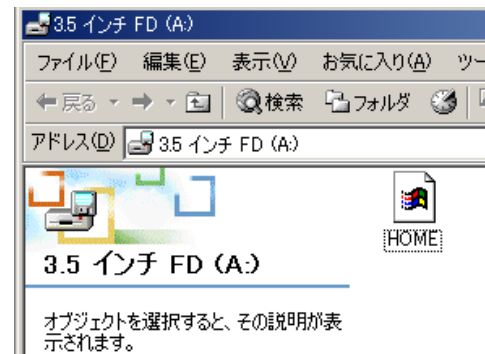 3.5 インチ FD (A:)
ファイル(F) 編集(E) 表示(V) お気に入り(A) ツー
戻る 検索 フォルダ
アドレス(D) 3.5 インチ FD (A:)
HOME
3.5 インチ FD (A:)
オブジェクトを選択すると、その説明が表
示されます。